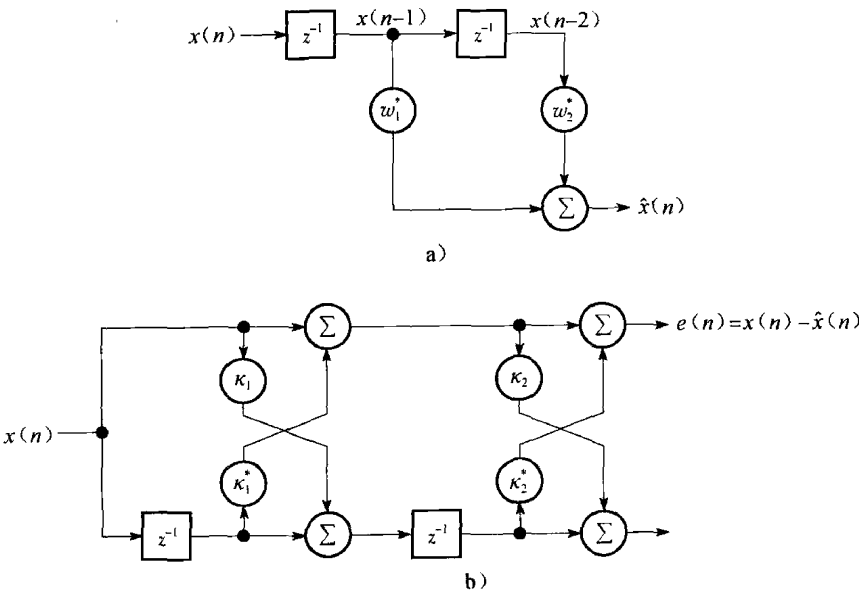 x(n−1) x(n−2)
x(n) z⁻¹ z⁻¹
w₁* w₂*
Σ x̂(n)
a)
Σ Σ e(n)=x(n)−x̂(n)
κ₁ κ₂
x(n)
κ₁* κ₂*
z⁻¹ Σ z⁻¹ Σ
b)